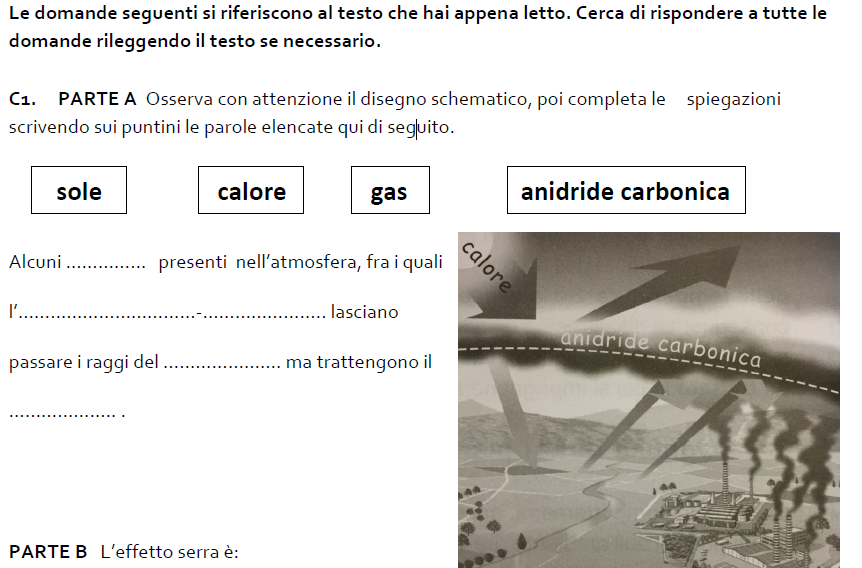 Le domande seguenti si riferiscono al testo che hai appena letto. Cerca di rispondere a tutte le
domande rileggendo il testo se necessario.
C1. PARTE A Osserva con attenzione il disegno schematico, poi completa le spiegazioni
scrivendo sui puntini le parole elencate qui di seguito.
sole calore gas anidride carbonica
Alcuni ............... presenti nell'atmosfera, fra i quali
l'.................................-....................... lasciano
passare i raggi del ...................... ma trattengono il
.................... .
calore
anidride carbonica
PARTE B L'effetto serra è: